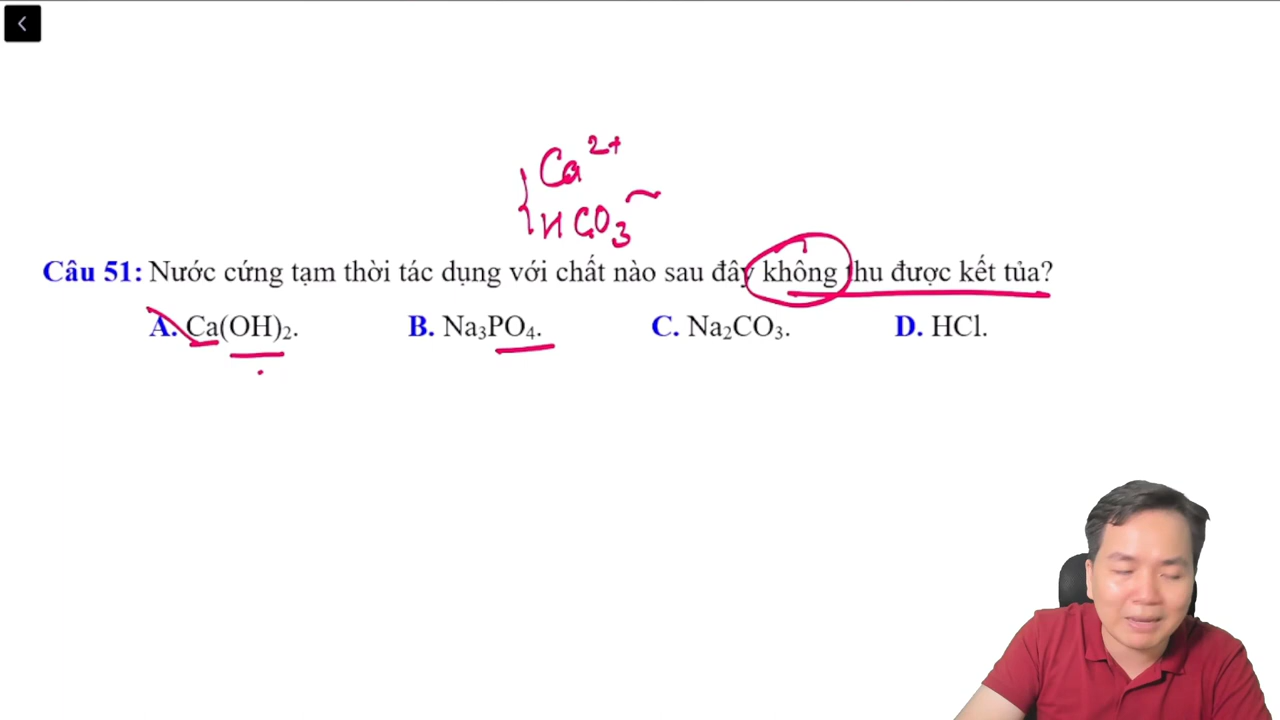 Ca²⁺
HCO₃⁻
Câu 51: Nước cứng tạm thời tác dụng với chất nào sau đây không thu được kết tủa?
A. Ca(OH)₂. B. Na₃PO₄. C. Na₂CO₃. D. HCl.